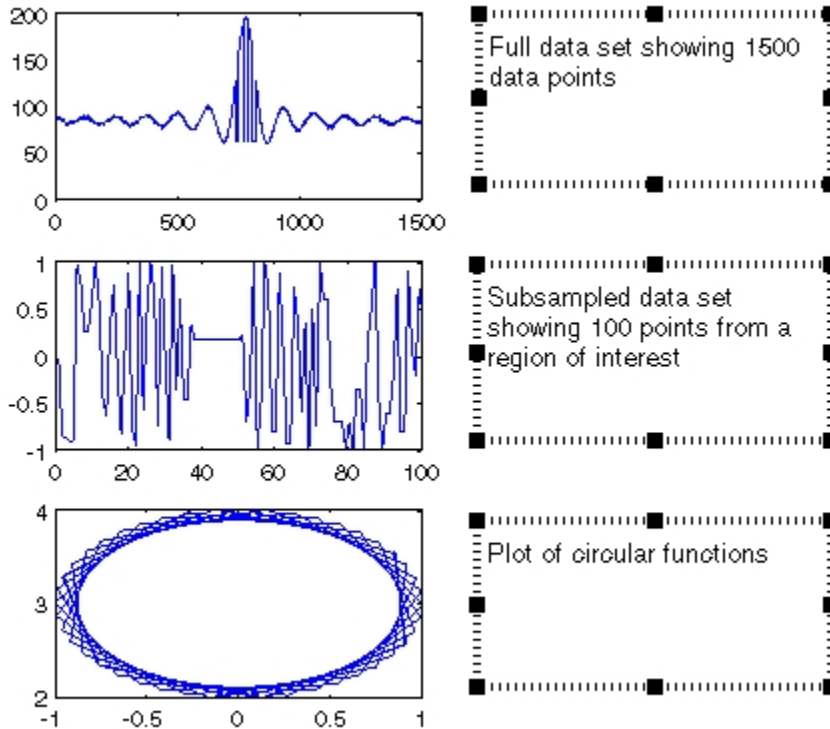 200
150
100
50
0
0 500 1000 1500
Full data set showing 1500
data points
1
0.5
0
-0.5
-1
0 20 40 60 80 100
Subsampled data set
showing 100 points from a
region of interest
4
3
2
-1 -0.5 0 0.5 1
Plot of circular functions